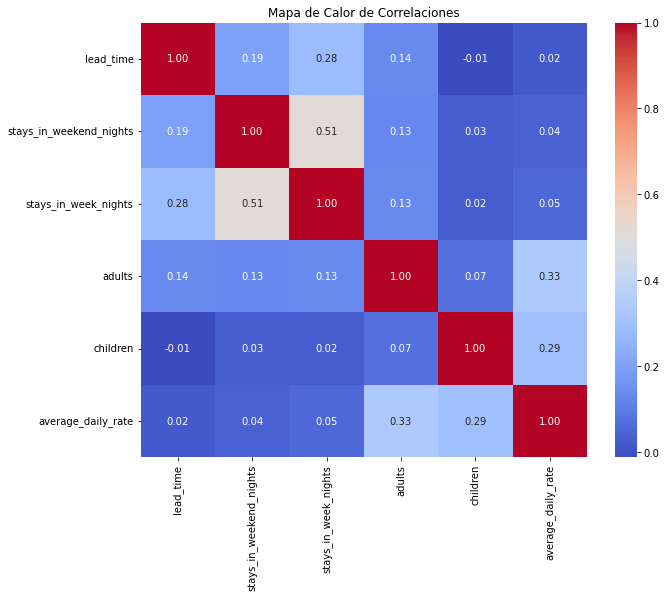 Mapa de Calor de Correlaciones
lead_time 1.00 0.19 0.28 0.14 -0.01 0.02
stays_in_weekend_nights 0.19 1.00 0.51 0.13 0.03 0.04
stays_in_week_nights 0.28 0.51 1.00 0.13 0.02 0.05
adults 0.14 0.13 0.13 1.00 0.07 0.33
children -0.01 0.03 0.02 0.07 1.00 0.29
average_daily_rate 0.02 0.04 0.05 0.33 0.29 1.00
lead_time
stays_in_weekend_nights
stays_in_week_nights
adults
children
average_daily_rate
1.0
0.8
0.6
0.4
0.2
0.0